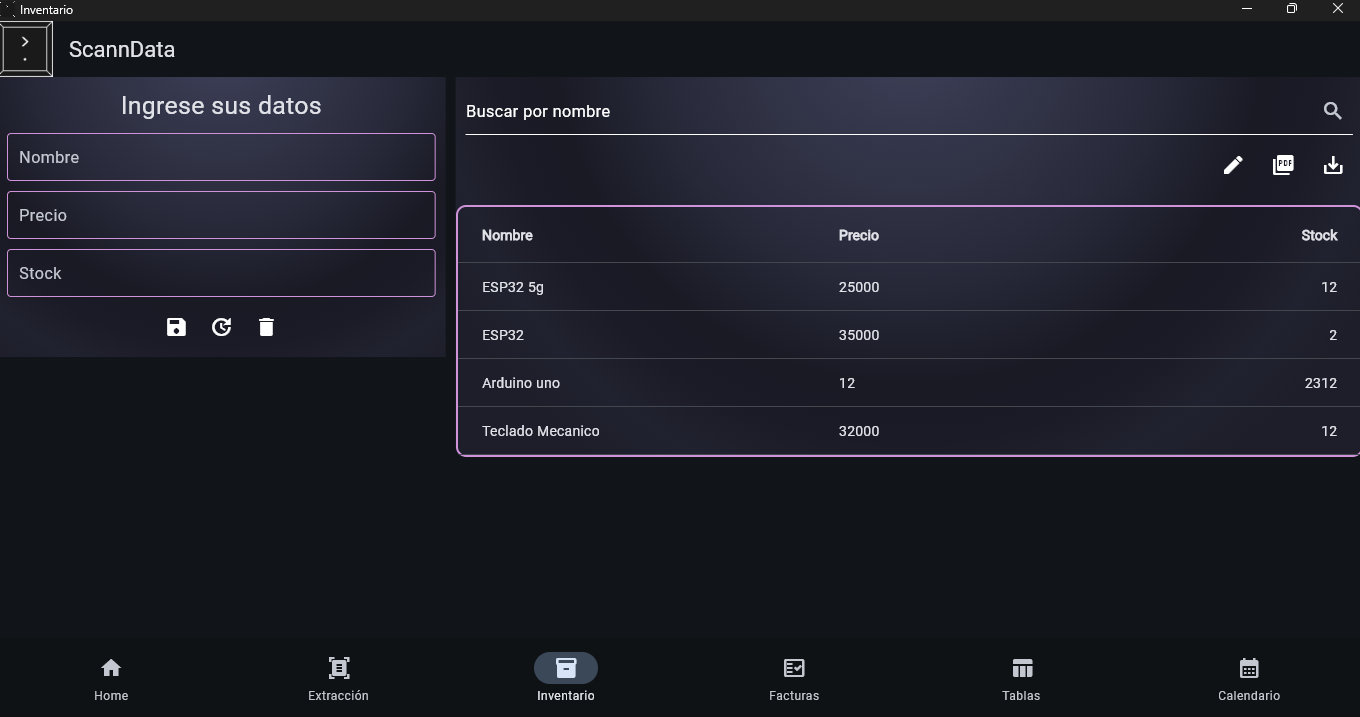 Inventario
ScannData
Ingrese sus datos
Nombre
Precio
Stock
Buscar por nombre
PDF
Nombre Precio Stock
ESP32 5g 25000 12
ESP32 35000 2
Arduino uno 12 2312
Teclado Mecanico 32000 12
Home Extracción Inventario Facturas Tablas Calendario